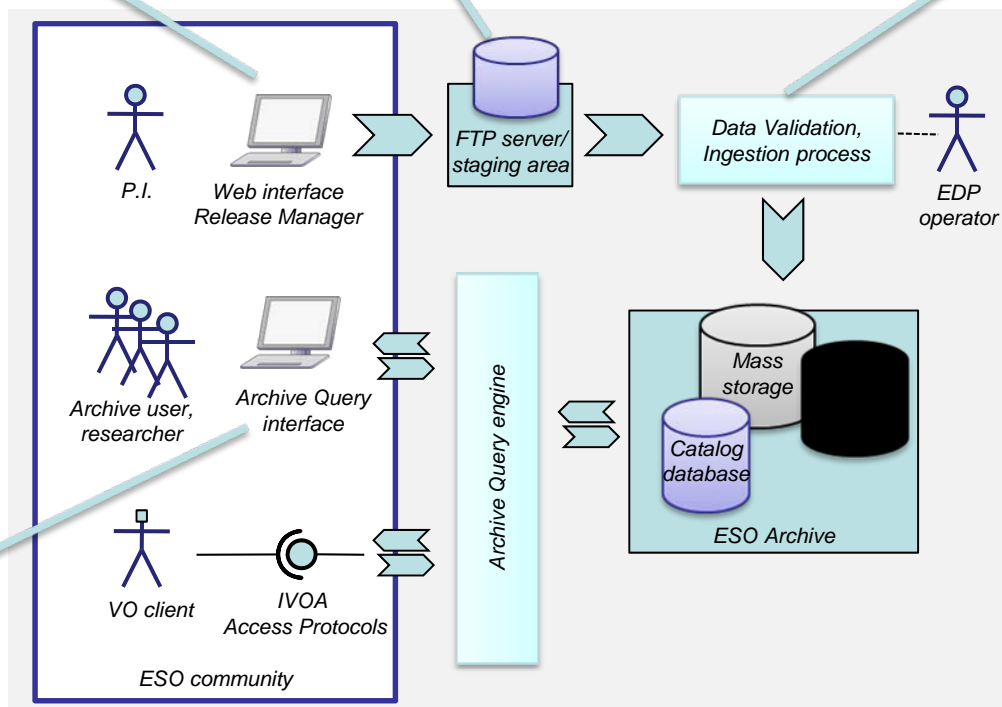 P.I.
Web interface
Release Manager
FTP server/
staging area
Data Validation,
Ingestion process
EDP
operator
Archive user,
researcher
Archive Query
interface
Archive Query engine
Mass
storage
Catalog
database
ESO Archive
VO client
IVOA
Access Protocols
ESO community